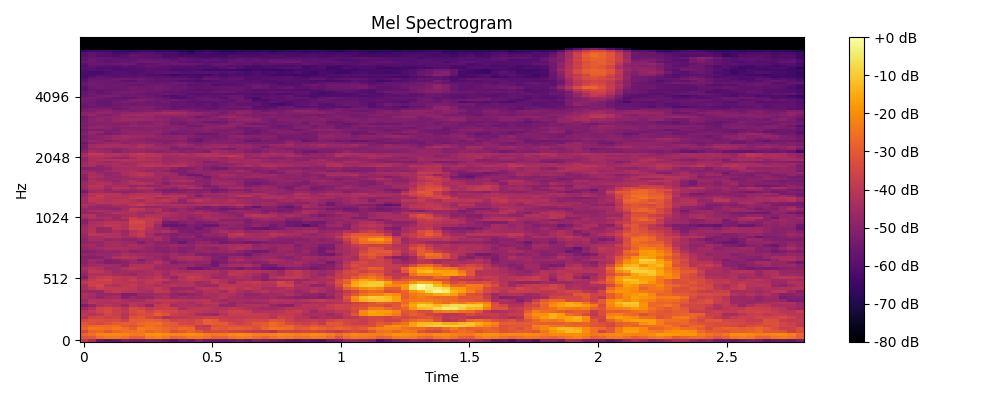 Mel Spectrogram
Hz
4096
2048
1024
512
0
0
0.5
1
1.5
2
2.5
Time
+0 dB
-10 dB
-20 dB
-30 dB
-40 dB
-50 dB
-60 dB
-70 dB
-80 dB